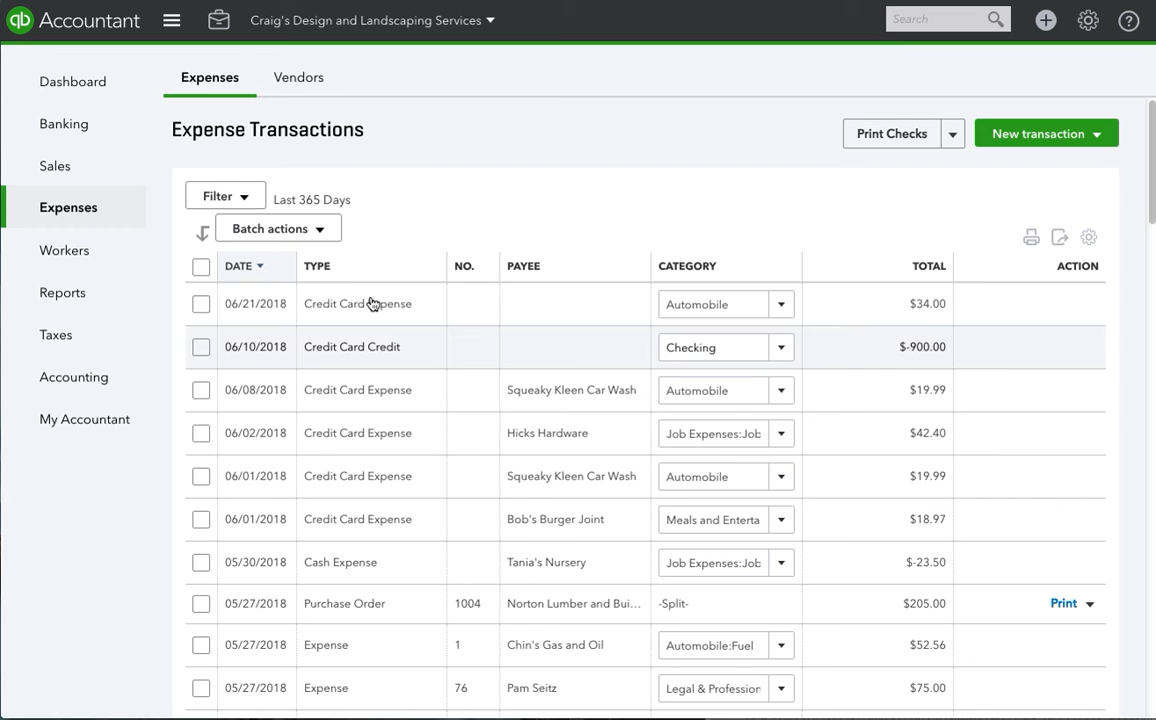 qb Accountant Craig's Design and Landscaping Services Search
Dashboard
Banking
Sales
Expenses
Workers
Reports
Taxes
Accounting
My Accountant
Expenses Vendors
Expense Transactions Print Checks New transaction
Filter Last 365 Days
Batch actions
DATE TYPE NO. PAYEE CATEGORY TOTAL ACTION
06/21/2018 Credit Card Expense Automobile $34.00
06/10/2018 Credit Card Credit Checking $-900.00
06/08/2018 Credit Card Expense Squeaky Kleen Car Wash Automobile $19.99
06/02/2018 Credit Card Expense Hicks Hardware Job Expenses:Job $42.40
06/01/2018 Credit Card Expense Squeaky Kleen Car Wash Automobile $19.99
06/01/2018 Credit Card Expense Bob's Burger Joint Meals and Enterta $18.97
05/30/2018 Cash Expense Tania's Nursery Job Expenses:Job $-23.50
05/27/2018 Purchase Order 1004 Norton Lumber and Bui... -Split- $205.00 Print
05/27/2018 Expense 1 Chin's Gas and Oil Automobile:Fuel $52.56
05/27/2018 Expense 76 Pam Seitz Legal & Profession $75.00